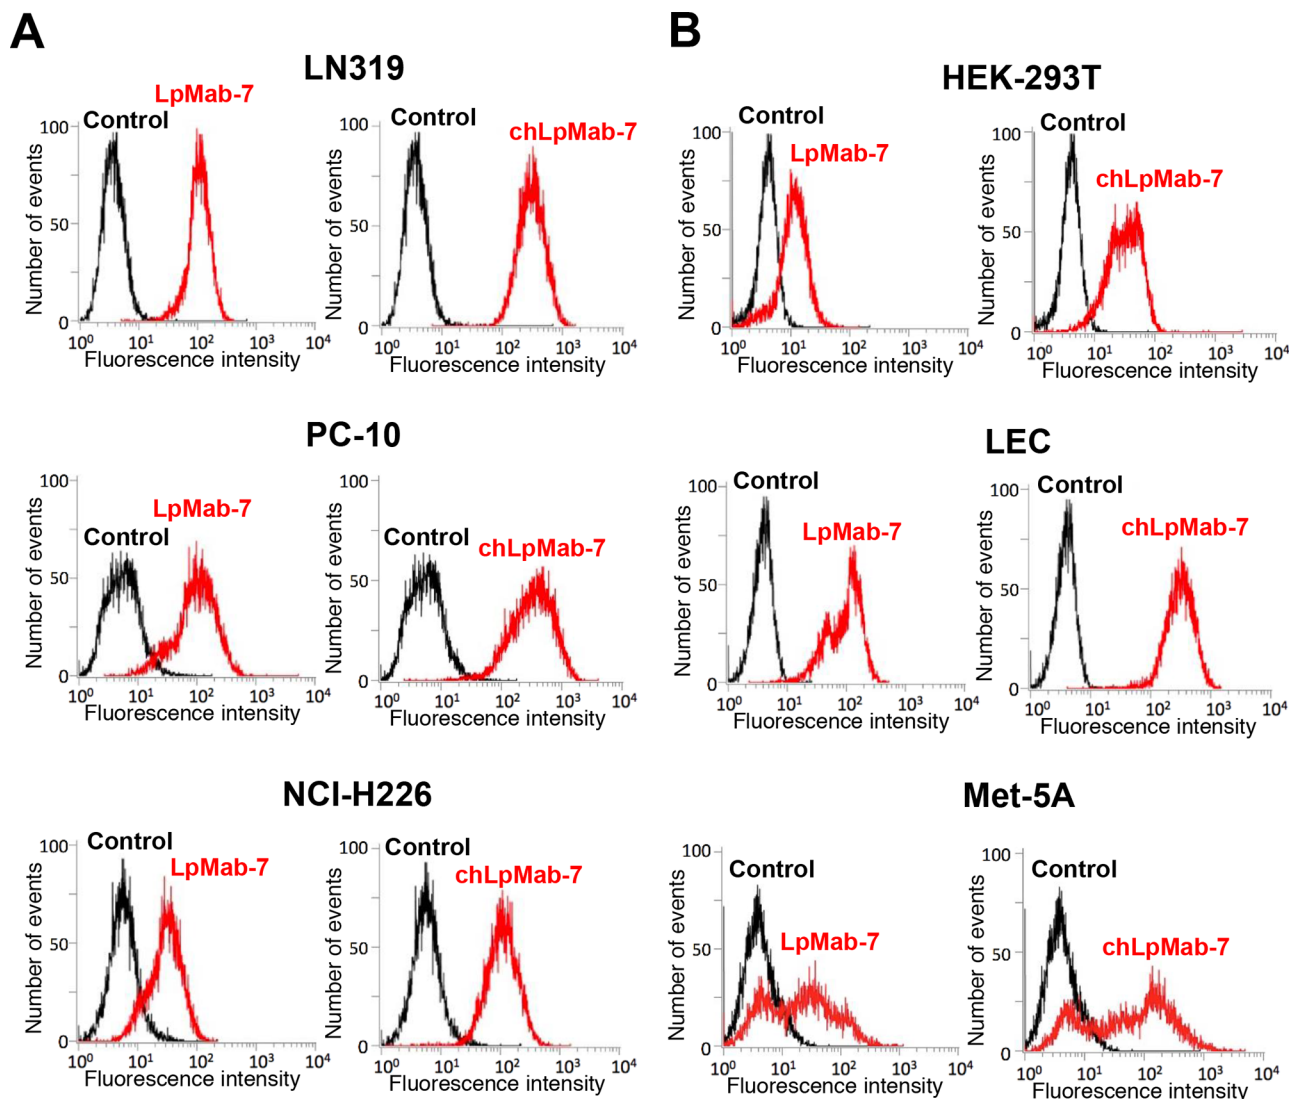 A
B
LN319
HEK-293T
Control
LpMab-7
100
50
0
Number of events
10⁰ 10¹ 10² 10³ 10⁴
Fluorescence intensity
Control
chLpMab-7
100
50
0
Number of events
10⁰ 10¹ 10² 10³ 10⁴
Fluorescence intensity
Control
LpMab-7
100
50
0
Number of events
10⁰ 10¹ 10² 10³ 10⁴
Fluorescence intensity
Control
chLpMab-7
100
50
0
Number of events
10⁰ 10¹ 10² 10³ 10⁴
Fluorescence intensity
PC-10
LEC
Control
LpMab-7
100
50
0
Number of events
10⁰ 10¹ 10² 10³ 10⁴
Fluorescence intensity
Control
chLpMab-7
100
50
0
Number of events
10⁰ 10¹ 10² 10³ 10⁴
Fluorescence intensity
Control
LpMab-7
100
50
0
Number of events
10⁰ 10¹ 10² 10³ 10⁴
Fluorescence intensity
Control
chLpMab-7
100
50
0
Number of events
10⁰ 10¹ 10² 10³ 10⁴
Fluorescence intensity
NCI-H226
Met-5A
Control
LpMab-7
100
50
0
Number of events
10⁰ 10¹ 10² 10³ 10⁴
Fluorescence intensity
Control
chLpMab-7
100
50
0
Number of events
10⁰ 10¹ 10² 10³ 10⁴
Fluorescence intensity
Control
LpMab-7
100
50
0
Number of events
10⁰ 10¹ 10² 10³ 10⁴
Fluorescence intensity
Control
chLpMab-7
100
50
0
Number of events
10⁰ 10¹ 10² 10³ 10⁴
Fluorescence intensity